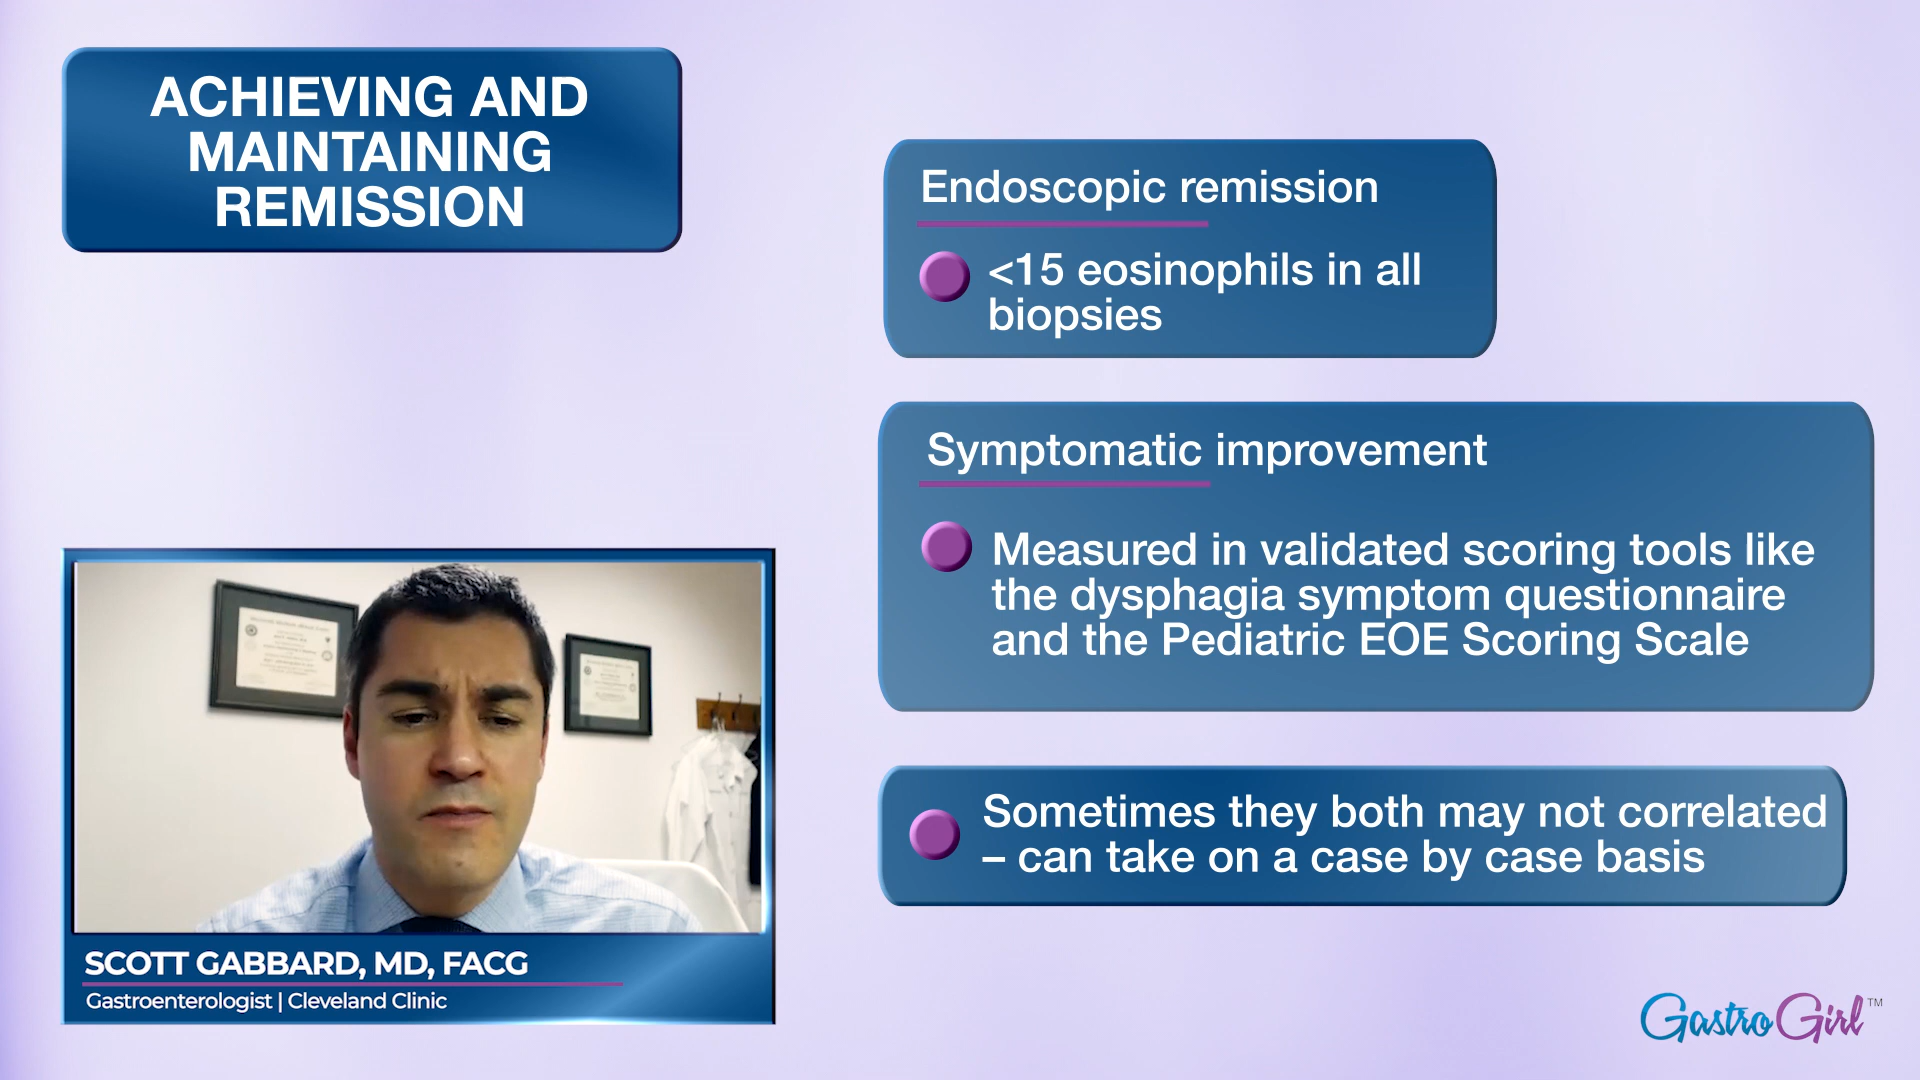 ACHIEVING AND
MAINTAINING
REMISSION
Endoscopic remission
<15 eosinophils in all
biopsies
Symptomatic improvement
Measured in validated scoring tools like
the dysphagia symptom questionnaire
and the Pediatric EOE Scoring Scale
Sometimes they both may not correlated
– can take on a case by case basis
SCOTT GABBARD, MD, FACG
Gastroenterologist | Cleveland Clinic
GastroGirl™